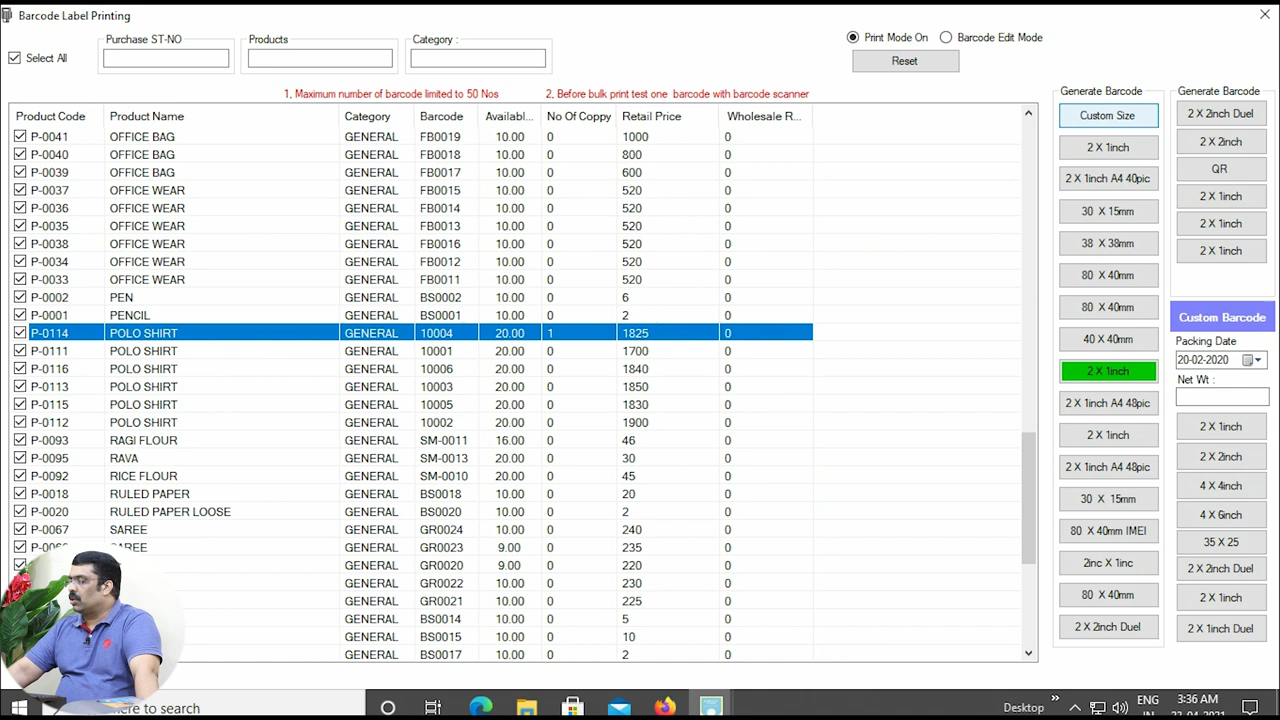 Barcode Label Printing
Select All
Purchase ST-NO
Products
Category :
Print Mode On
Barcode Edit Mode
Reset
1, Maximum number of barcode limited to 50 Nos
2, Before bulk print test one barcode with barcode scanner
Product Code Product Name Category Barcode Availabl... No Of Coppy Retail Price Wholesale R...
P-0041 OFFICE BAG GENERAL FB0019 10.00 0 1000 0
P-0040 OFFICE BAG GENERAL FB0018 10.00 0 800 0
P-0039 OFFICE BAG GENERAL FB0017 10.00 0 600 0
P-0037 OFFICE WEAR GENERAL FB0015 10.00 0 520 0
P-0036 OFFICE WEAR GENERAL FB0014 10.00 0 520 0
P-0035 OFFICE WEAR GENERAL FB0013 10.00 0 520 0
P-0038 OFFICE WEAR GENERAL FB0016 10.00 0 520 0
P-0034 OFFICE WEAR GENERAL FB0012 10.00 0 520 0
P-0033 OFFICE WEAR GENERAL FB0011 10.00 0 520 0
P-0002 PEN GENERAL BS0002 10.00 0 6 0
P-0001 PENCIL GENERAL BS0001 10.00 0 2 0
P-0114 POLO SHIRT GENERAL 10004 20.00 1 1825 0
P-0111 POLO SHIRT GENERAL 10001 20.00 0 1700 0
P-0116 POLO SHIRT GENERAL 10006 20.00 0 1840 0
P-0113 POLO SHIRT GENERAL 10003 20.00 0 1850 0
P-0115 POLO SHIRT GENERAL 10005 20.00 0 1830 0
P-0112 POLO SHIRT GENERAL 10002 20.00 0 1900 0
P-0093 RAGI FLOUR GENERAL SM-0011 16.00 0 46 0
P-0095 RAVA GENERAL SM-0013 20.00 0 30 0
P-0092 RICE FLOUR GENERAL SM-0010 20.00 0 45 0
P-0018 RULED PAPER GENERAL BS0018 10.00 0 20 0
P-0020 RULED PAPER LOOSE GENERAL BS0020 10.00 0 2 0
P-0067 SAREE GENERAL GR0024 10.00 0 240 0
SAREE GENERAL GR0023 9.00 0 235 0
GENERAL GR0020 9.00 0 220 0
GENERAL GR0022 10.00 0 230 0
GENERAL GR0021 10.00 0 225 0
GENERAL BS0014 10.00 0 5 0
GENERAL BS0015 10.00 0 10 0
GENERAL BS0017 10.00 0 2 0
Generate Barcode
Custom Size
2 X 1inch
2 X 1inch A4 40pic
30 X 15mm
38 X 38mm
80 X 40mm
80 X 40mm
40 X 40mm
2 X 1inch
2 X 1inch A4 48pic
2 X 1inch
2 X 1inch A4 48pic
30 X 15mm
80 X 40mm IMEI
2inc X 1inc
80 X 40mm
2 X 2inch Duel
Generate Barcode
2 X 2inch Duel
2 X 2inch
QR
2 X 1inch
2 X 1inch
2 X 1inch
Custom Barcode
Packing Date
20-02-2020
Net Wt :
2 X 1inch
2 X 2inch
4 X 4inch
4 X 6inch
35 X 25
2 X 2inch Duel
2 X 1inch
2 X 1inch Duel
here to search
Desktop
ENG
3:36 AM